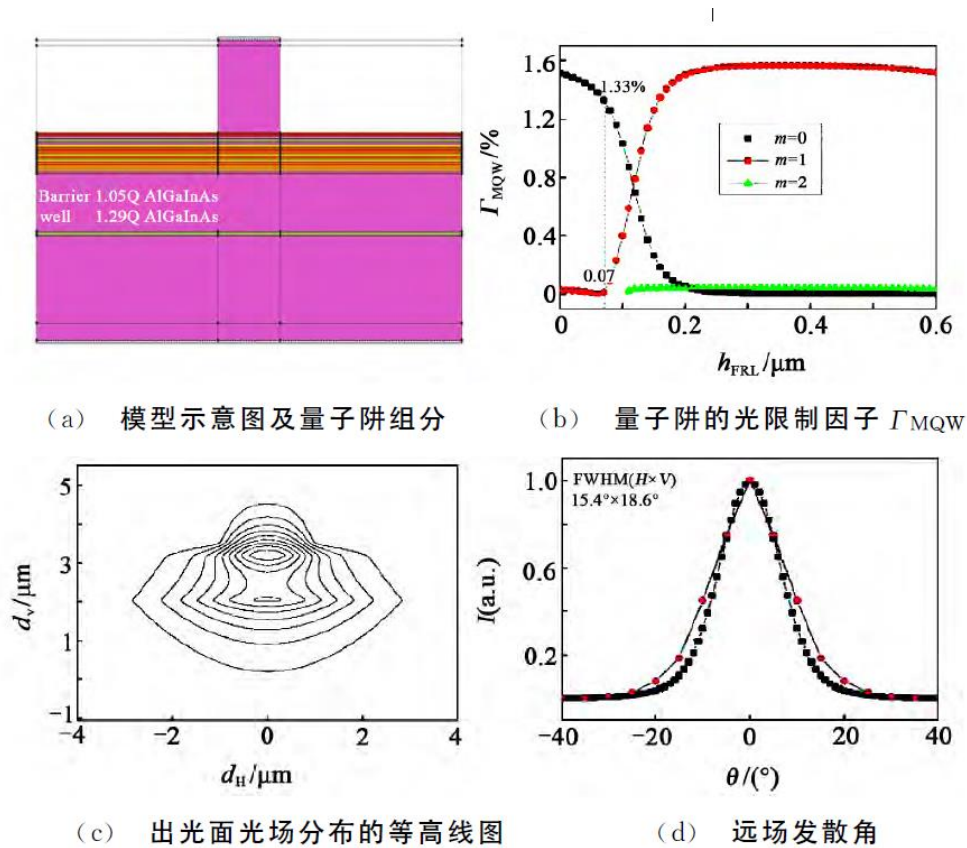 Barrier 1.05Q AlGaInAs
well 1.29Q AlGaInAs
(a) 模型示意图及量子阱组分
1.6
1.2
0.8
0.4
0
ΓMQW/%
1.33%
m=0
m=1
m=2
0.07
0 0.2 0.4 0.6
hFRL/μm
(b) 量子阱的光限制因子 ΓMQW
5
3
1
−1
dv/μm
−4 −2 0 2 4
dH/μm
(c) 出光面光场分布的等高线图
1.0
0.6
0.2
I(a.u.)
FWHM(H×V)
15.4°×18.6°
−40 −20 0 20 40
θ/(°)
(d) 远场发散角